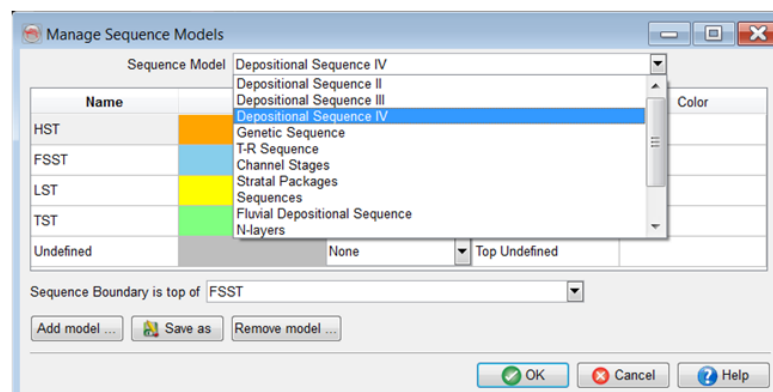 Manage Sequence Models
Sequence Model Depositional Sequence IV
Depositional Sequence II
Depositional Sequence III
Depositional Sequence IV
Genetic Sequence
T-R Sequence
Channel Stages
Stratal Packages
Sequences
Fluvial Depositional Sequence
N-layers
Name Color
HST
FSST
LST
TST
Undefined None Top Undefined
Sequence Boundary is top of FSST
Add model ... Save as Remove model ...
OK Cancel Help